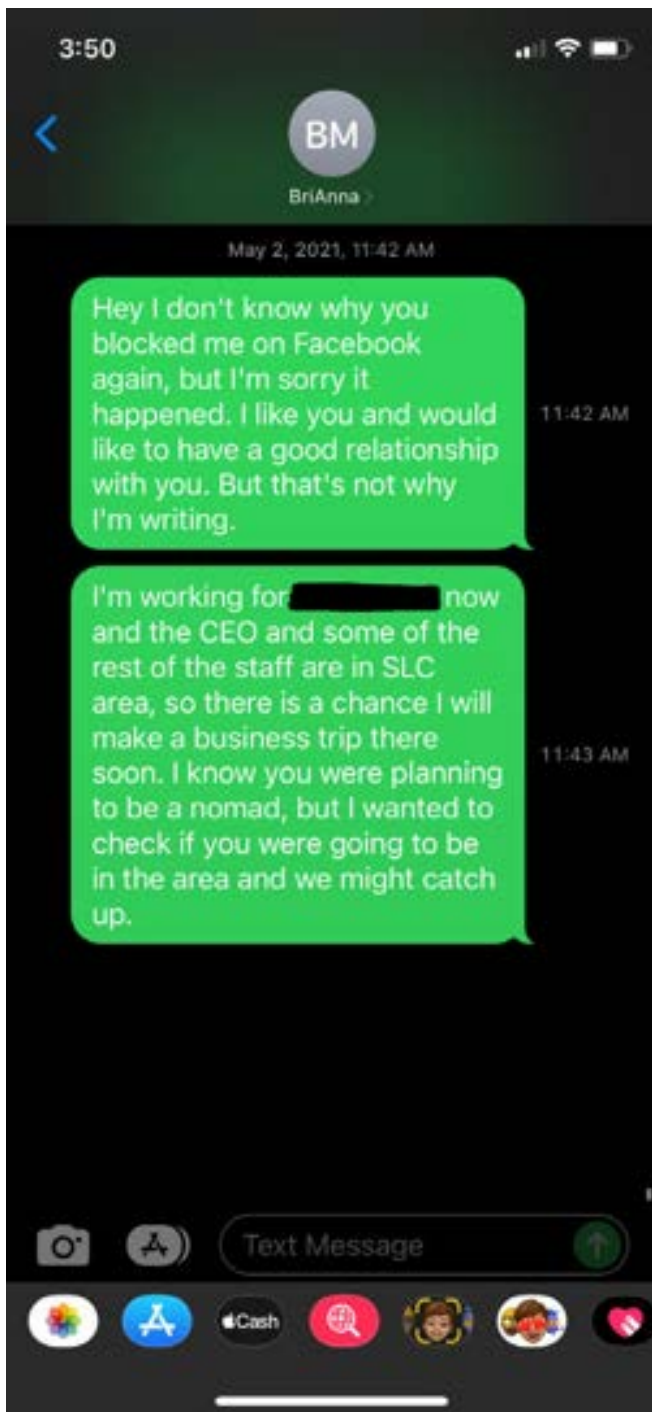 3:50
BM
BriAnna
May 2, 2021, 11:42 AM
Hey I don't know why you
blocked me on Facebook
again, but I'm sorry it
happened. I like you and would
like to have a good relationship
with you. But that's not why
I'm writing.
11:42 AM
I'm working for now
and the CEO and some of the
rest of the staff are in SLC
area, so there is a chance I will
make a business trip there
soon. I know you were planning
to be a nomad, but I wanted to
check if you were going to be
in the area and we might catch
up.
11:43 AM
Text Message
Cash